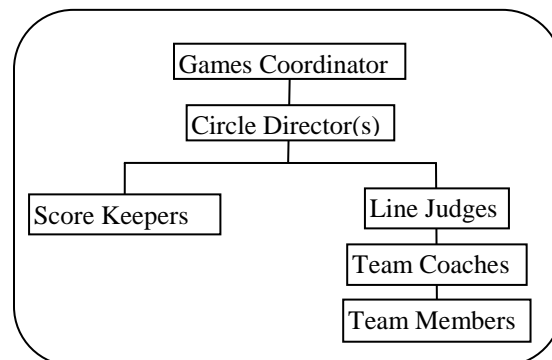 Games Coordinator
Circle Director(s)
Score Keepers
Line Judges
Team Coaches
Team Members